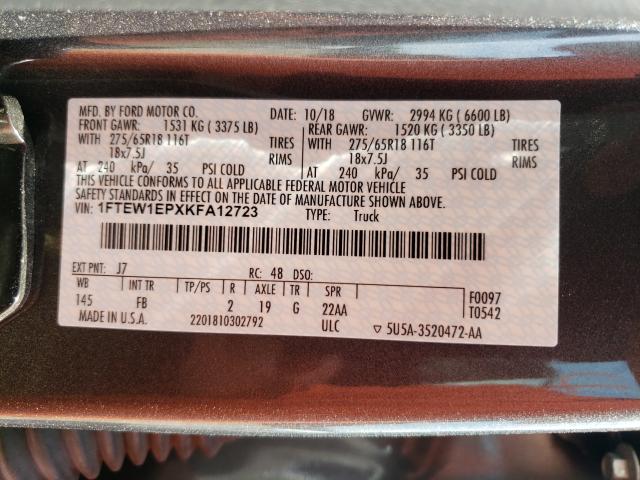 MFD. BY FORD MOTOR CO.
DATE: 10/18 GVWR: 2994 KG ( 6600 LB)
FRONT GAWR: 1531 KG ( 3375 LB)
REAR GAWR: 1520 KG ( 3350 LB)
WITH 275/65R18 116T TIRES
WITH 275/65R18 116T TIRES
18x7.5J RIMS
18x7.5J RIMS
AT 240 kPa/ 35 PSI COLD
AT 240 kPa/ 35 PSI COLD
THIS VEHICLE CONFORMS TO ALL APPLICABLE FEDERAL MOTOR VEHICLE
SAFETY STANDARDS IN EFFECT ON THE DATE OF MANUFACTURE SHOWN ABOVE.
VIN: 1FTEW1EPXKFA12723 TYPE: Truck
EXT PNT: J7 RC: 48 DSO:
WB INT TR TP/PS R AXLE TR SPR
145 FB 2 19 G 22AA
F0097
T0542
MADE IN U.S.A. 2201810302792 ULC ▽ 5U5A-3520472-AA